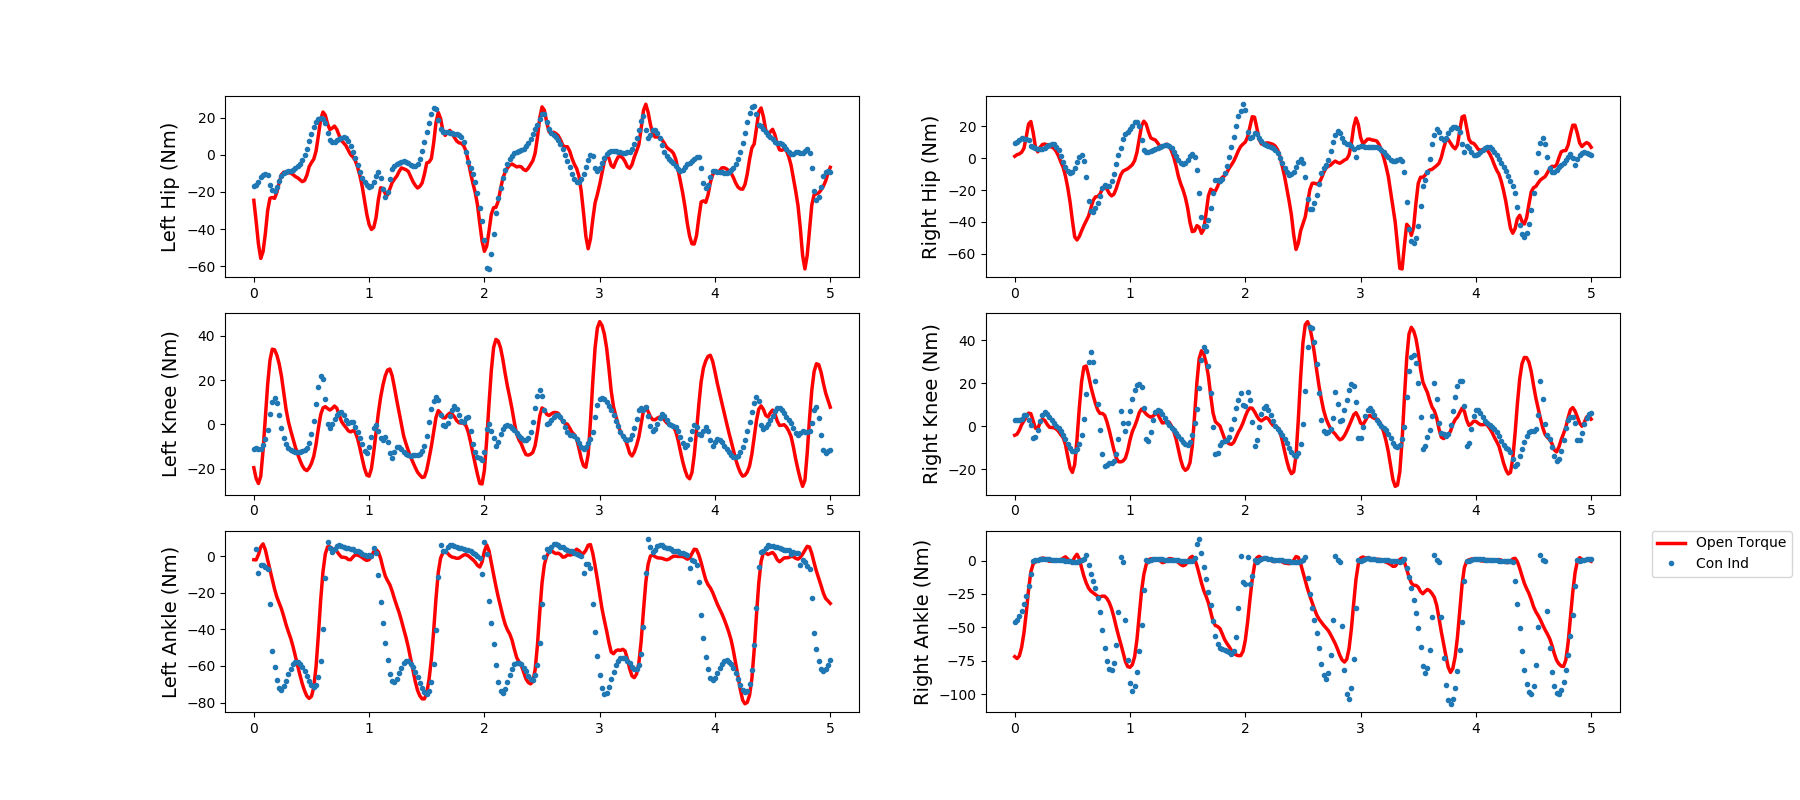 Left Hip (Nm)
20
0
−20
−40
−60
0 1 2 3 4 5
Right Hip (Nm)
20
0
−20
−40
−60
0 1 2 3 4 5
Left Knee (Nm)
40
20
0
−20
0 1 2 3 4 5
Right Knee (Nm)
40
20
0
−20
0 1 2 3 4 5
Left Ankle (Nm)
0
−20
−40
−60
−80
0 1 2 3 4 5
Right Ankle (Nm)
0
−25
−50
−75
−100
0 1 2 3 4 5
Open Torque
Con Ind